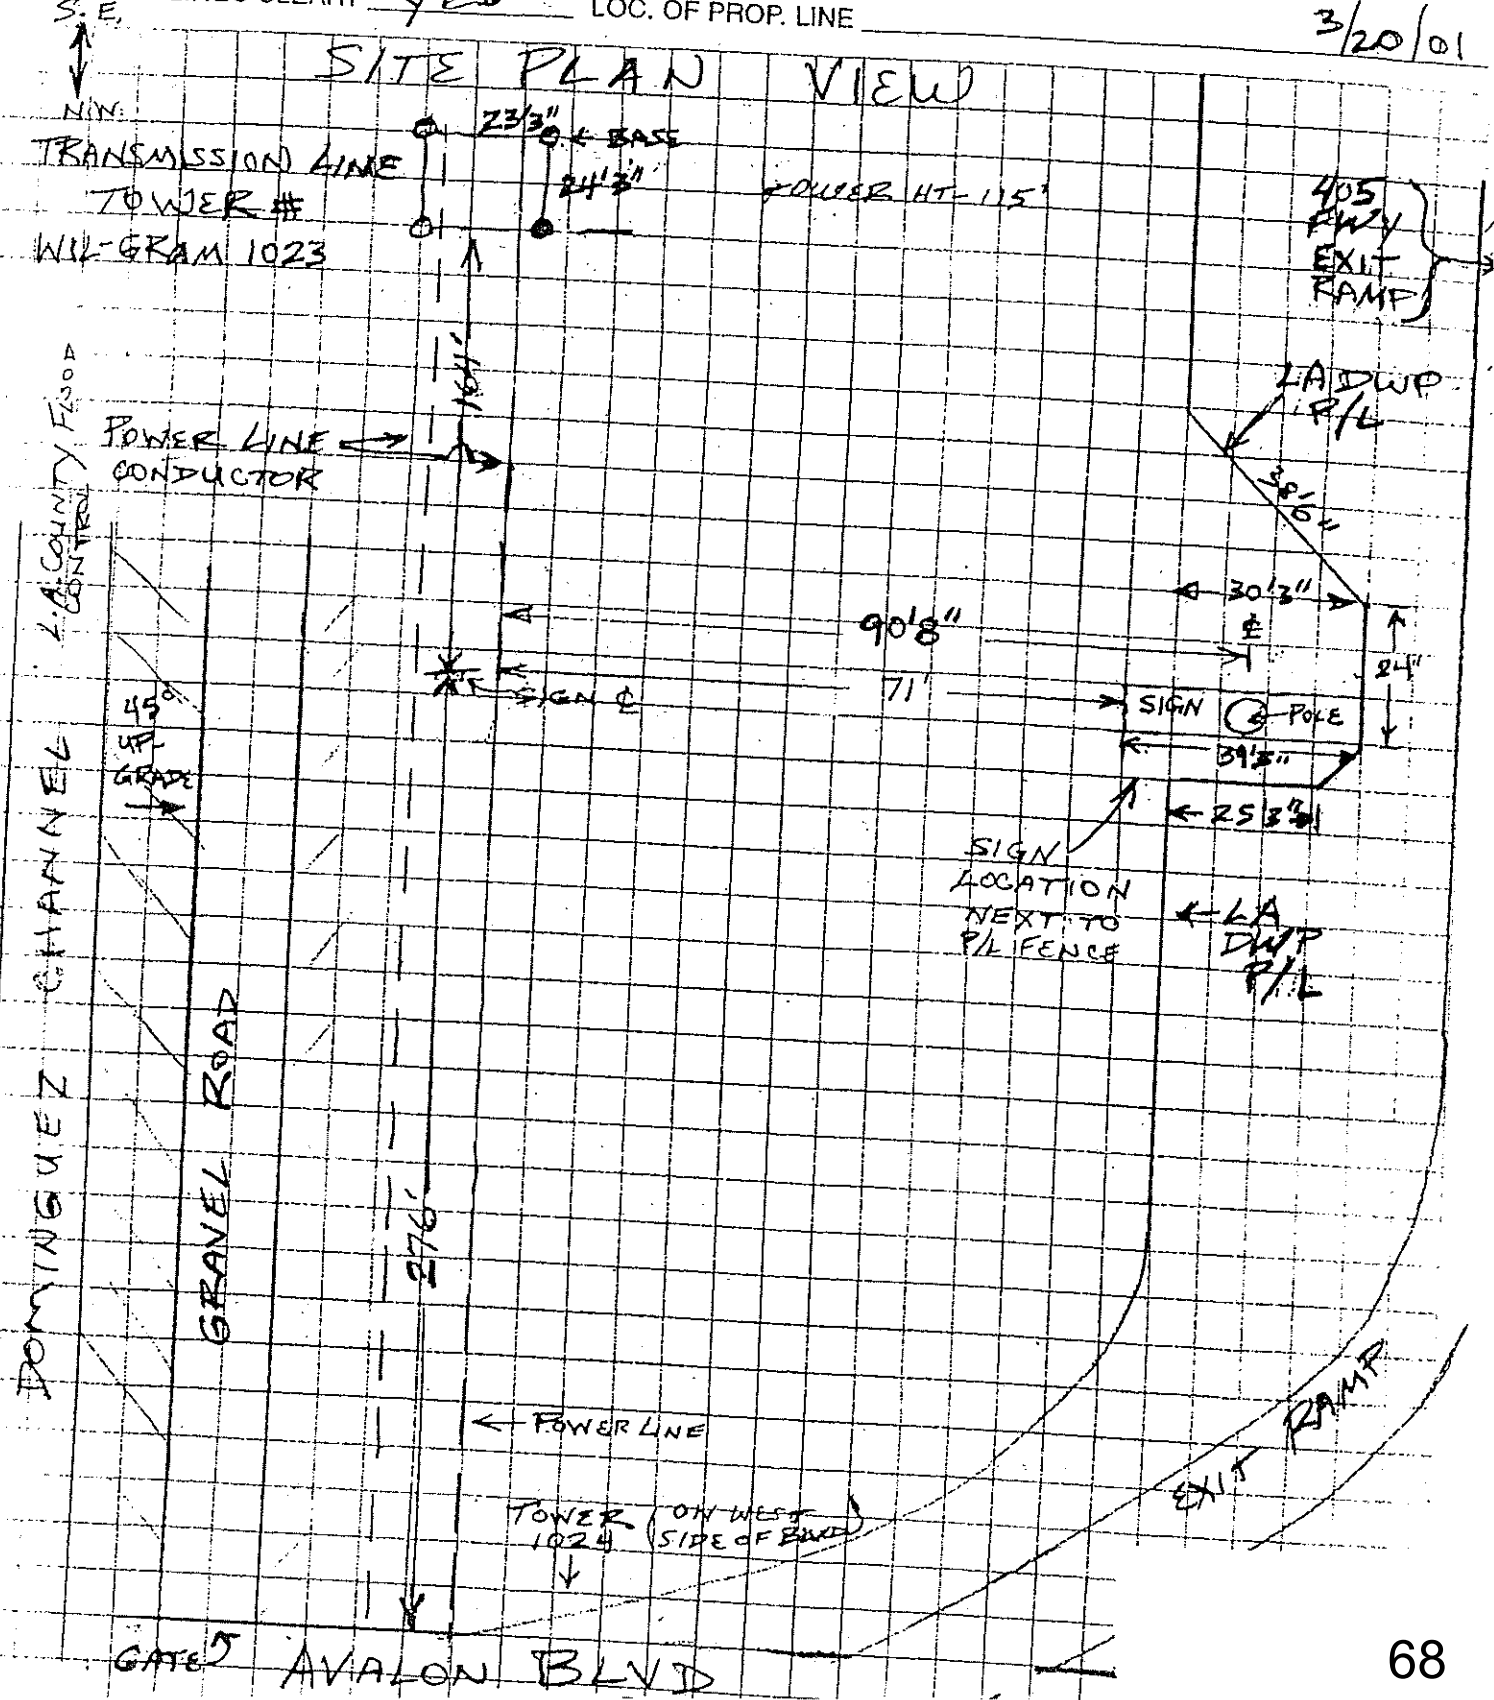 YES LOC. OF PROP. LINE
3/20/01
S.E.
N.W.
SITE PLAN VIEW
23'3"
← BASE
24'3"
TOWER HT- 115'
TRANSMISSION LINE
TOWER #
WIL-GRAM 1023
405
FWY
EXIT
RAMP
164'
LA DWP
P/L
38'6"
POWER LINE
CONDUCTOR
L.A. COUNTY FLOOD
CONTROL
30'3"
90'8"
24"
71'
SIGN
POLE
SIGN ℄
39'3"
45°
UP-
GRADE
SIGN
LOCATION
NEXT TO
P/L FENCE
← LA
DWP
P/L
DOMINGUEZ CHANNEL
GRAVEL ROAD
276'
← POWER LINE
TOWER (ON WEST
1024 SIDE OF BLVD)
EXIT RAMP
GATE 5
AVALON BLVD
68